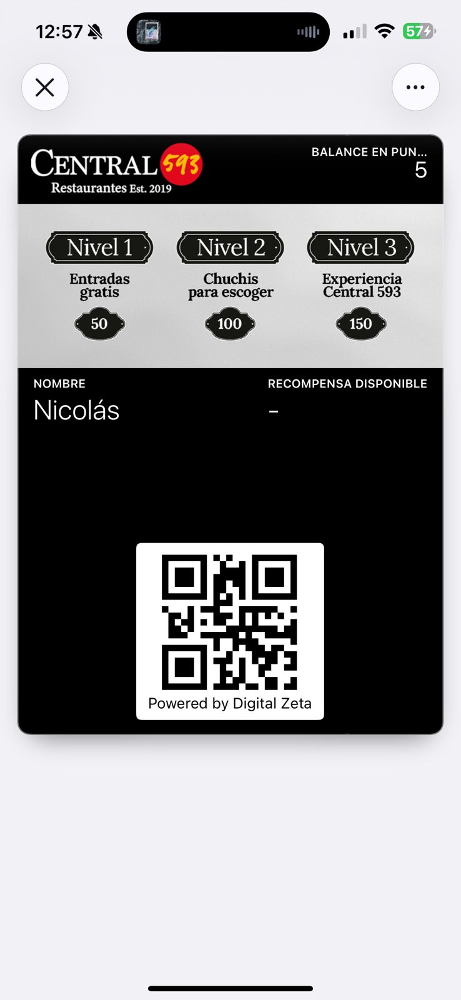 12:57
57
CENTRAL 593
Restaurantes Est. 2019
BALANCE EN PUN...
5
Nivel 1
Nivel 2
Nivel 3
Entradas
gratis
Chuchis
para escoger
Experiencia
Central 593
50
100
150
NOMBRE
RECOMPENSA DISPONIBLE
Nicolás
-
Powered by Digital Zeta